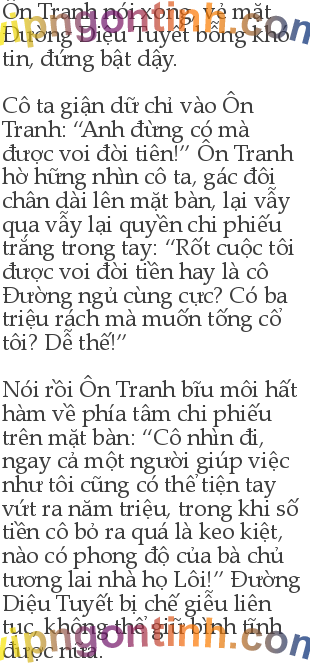 Ôn Tranh nói xong, vẻ mặt
Đường Diệu Tuyết bỗng khó
tin, đứng bật dậy.
Cô ta giận dữ chỉ vào Ôn
Tranh: “Anh đừng có mà
được voi đòi tiên!” Ôn Tranh
hờ hững nhìn cô ta, gác đôi
chân dài lên mặt bàn, lại vẫy
qua vẫy lại quyền chi phiếu
trắng trong tay: “Rốt cuộc tôi
được voi đòi tiền hay là cô
Đường ngủ cùng cực? Có ba
triệu rách mà muốn tống cổ
tôi? Dễ thế!”
Nói rồi Ôn Tranh bĩu môi hất
hàm về phía tâm chi phiếu
trên mặt bàn: “Cô nhìn đi,
ngay cả một người giúp việc
như tôi cũng có thể tiện tay
vứt ra năm triệu, trong khi số
tiền cô bỏ ra quá là keo kiệt,
nào có phong độ của bà chủ
tương lai nhà họ Lôi!” Đường
Diệu Tuyết bị chế giễu liên
tục, không thể giữ bình tĩnh
được nữa.
vipngontinh.com
vipngontinh.com